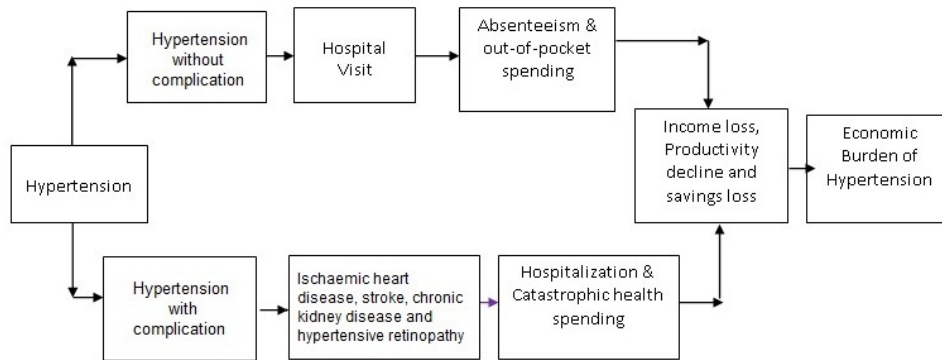 Hypertension
Hypertension
without
complication
Hospital
Visit
Absenteeism &
out-of-pocket
spending
Income loss,
Productivity
decline and
savings loss
Economic
Burden of
Hypertension
Hypertension
with
complication
Ischaemic heart
disease, stroke, chronic
kidney disease and
hypertensive retinopathy
Hospitalization &
Catastrophic health
spending